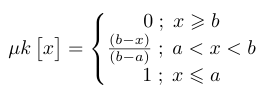 μk [x] = { 0 ; x ⩾ b
(b−x)/(b−a) ; a < x < b
1 ; x ⩽ a